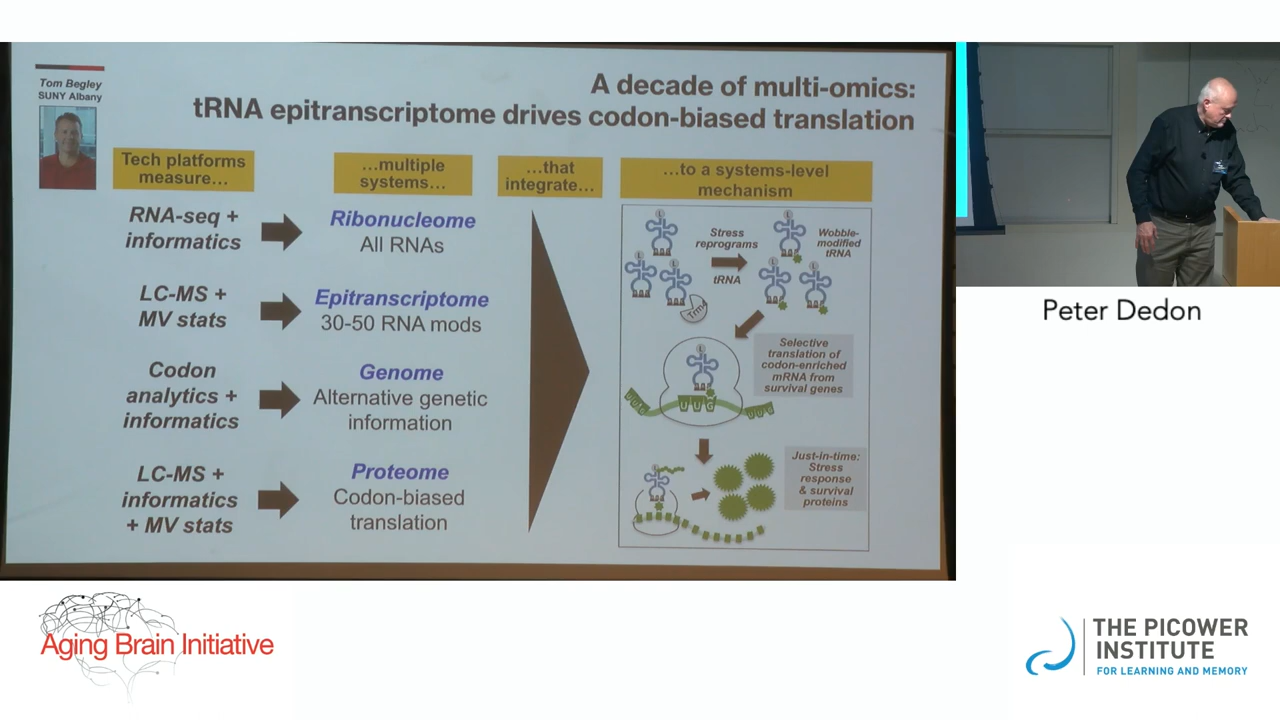 Tom Begley
SUNY Albany
A decade of multi-omics:
tRNA epitranscriptome drives codon-biased translation
Tech platforms
measure…
…multiple
systems…
…that
integrate…
…to a systems-level
mechanism
RNA-seq +
informatics
Ribonucleome
All RNAs
LC-MS +
MV stats
Epitranscriptome
30-50 RNA mods
Codon
analytics +
informatics
Genome
Alternative genetic
information
LC-MS +
informatics
+ MV stats
Proteome
Codon-biased
translation
Stress
reprograms
tRNA
Wobble-
modified
tRNA
Selective
translation of
codon-enriched
mRNA from
survival genes
UUG
UUG
UUG
Just-in-time:
Stress
response
& survival
proteins
Peter Dedon
Aging Brain Initiative
THE PICOWER
INSTITUTE
FOR LEARNING AND MEMORY